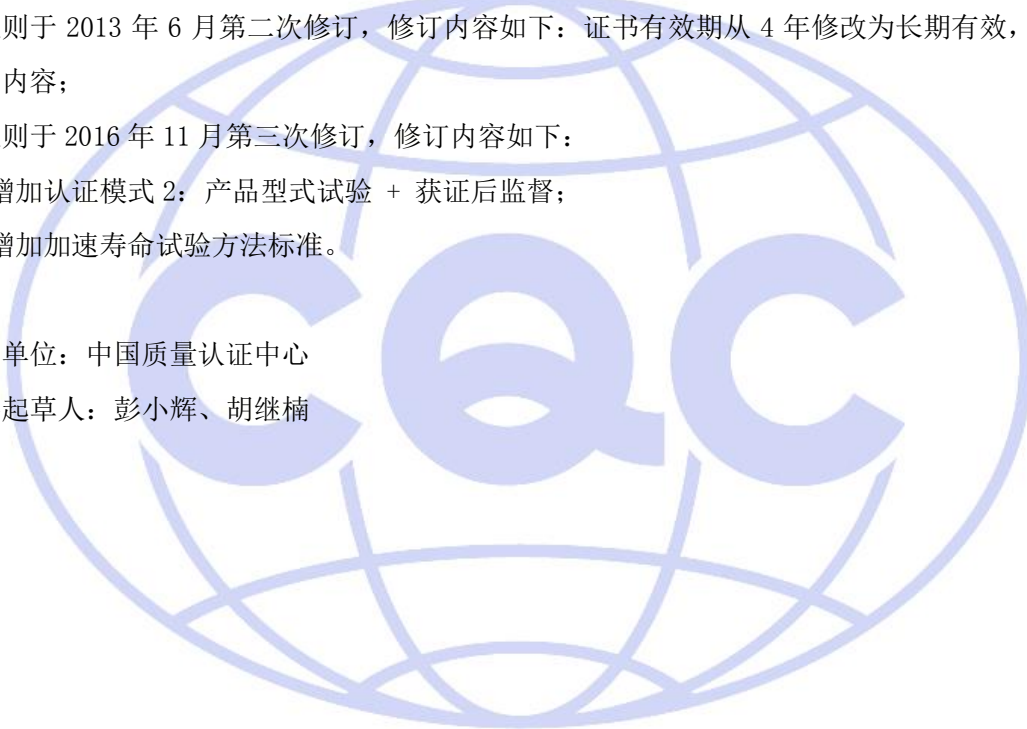 则于 2013 年 6 月第二次修订，修订内容如下：证书有效期从 4 年修改为长期有效，
内容；
则于 2016 年 11 月第三次修订，修订内容如下：
增加认证模式 2：产品型式试验 + 获证后监督；
增加加速寿命试验方法标准。
单位：中国质量认证中心
起草人：彭小辉、胡继楠
CQC